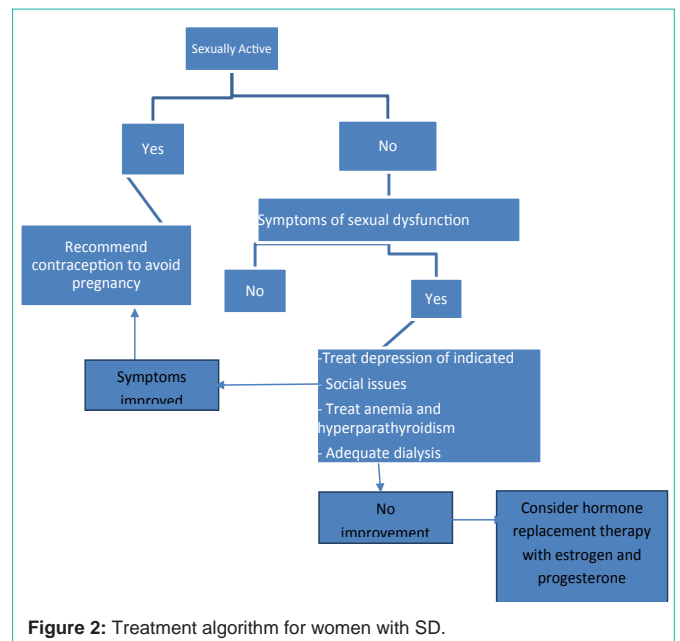 Sexually Active
Yes
No
Symptoms of sexual dysfunction
Recommend
contraception to avoid
pregnancy
No
Yes
-Treat depression of indicated
- Social issues
- Treat anemia and
hyperparathyroidism
- Adequate dialysis
Symptoms
improved
No
improvement
Consider hormone
replacement therapy
with estrogen and
progesterone
Figure 2: Treatment algorithm for women with SD.